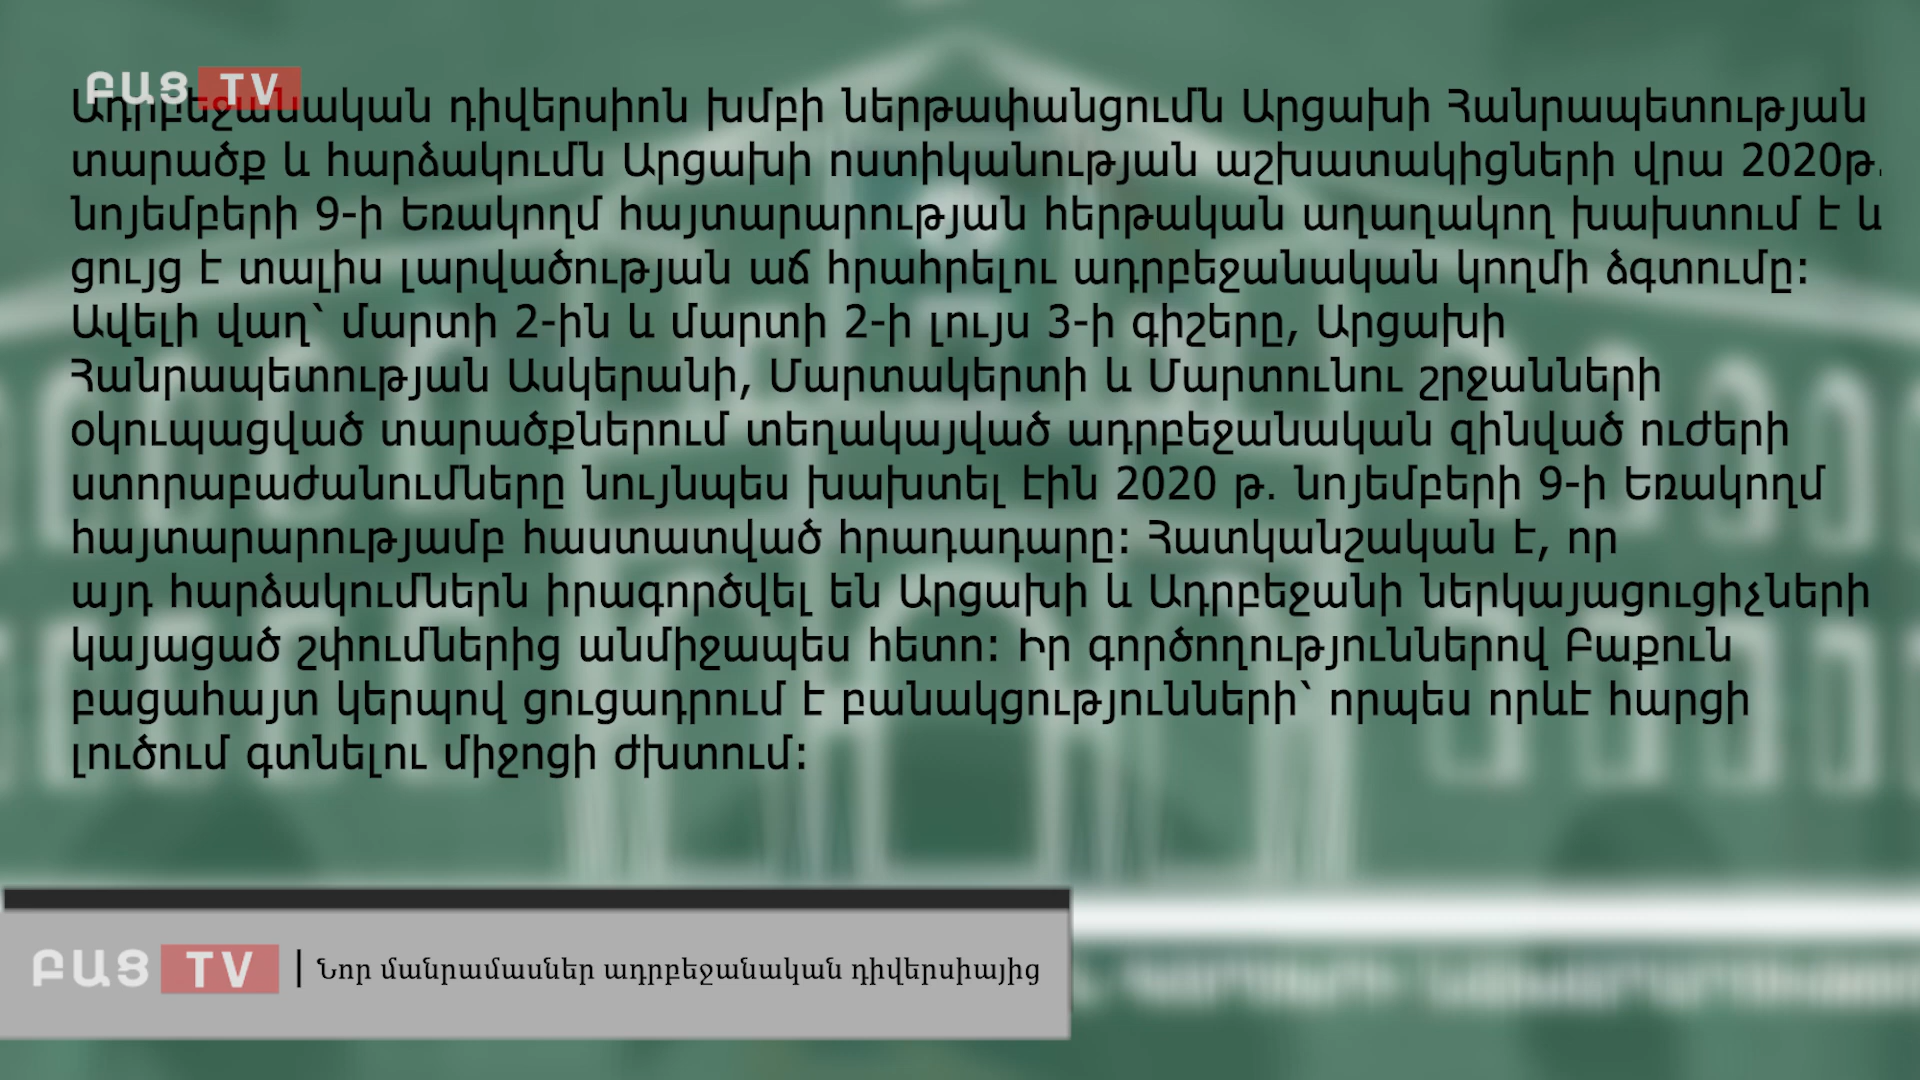 ԲԱՑ TV
Ադրբեջանական դիվերսիոն խմբի ներթափանցումն Արցախի Հանրապետության
տարածք և հարձակումն Արցախի ոստիկանության աշխատակիցների վրա 2020թ.
նոյեմբերի 9-ի Եռակողմ հայտարարության հերթական աղաղակող խախտում է և
ցույց է տալիս լարվածության աճ հրահրելու ադրբեջանական կողմի ձգտումը:
Ավելի վաղ՝ մարտի 2-ին և մարտի 2-ի լույս 3-ի գիշերը, Արցախի
Հանրապետության Ասկերանի, Մարտակերտի և Մարտունու շրջանների
օկուպացված տարածքներում տեղակայված ադրբեջանական զինված ուժերի
ստորաբաժանումները նույնպես խախտել էին 2020 թ. նոյեմբերի 9-ի Եռակողմ
հայտարարությամբ հաստատված հրադադարը: Հատկանշական է, որ
այդ հարձակումներն իրագործվել են Արցախի և Ադրբեջանի ներկայացուցիչների
կայացած շփումներից անմիջապես հետո: Իր գործողություններով Բաքուն
բացահայտ կերպով ցուցադրում է բանակցությունների՝ որպես որևէ հարցի
լուծում գտնելու միջոցի ժխտում:
ԲԱՑ TV | Նոր մանրամասներ ադրբեջանական դիվերսիայից